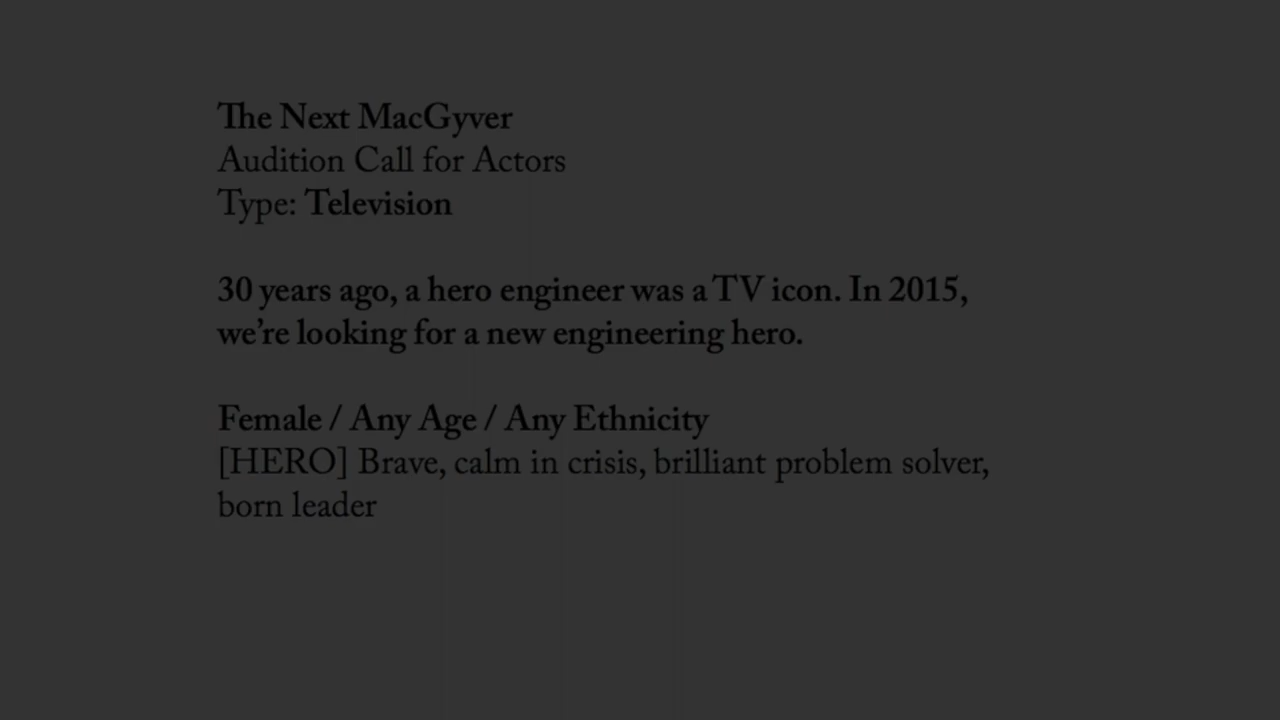 The Next MacGyver
Audition Call for Actors
Type: Television
30 years ago, a hero engineer was a TV icon. In 2015,
we’re looking for a new engineering hero.
Female / Any Age / Any Ethnicity
[HERO] Brave, calm in crisis, brilliant problem solver,
born leader